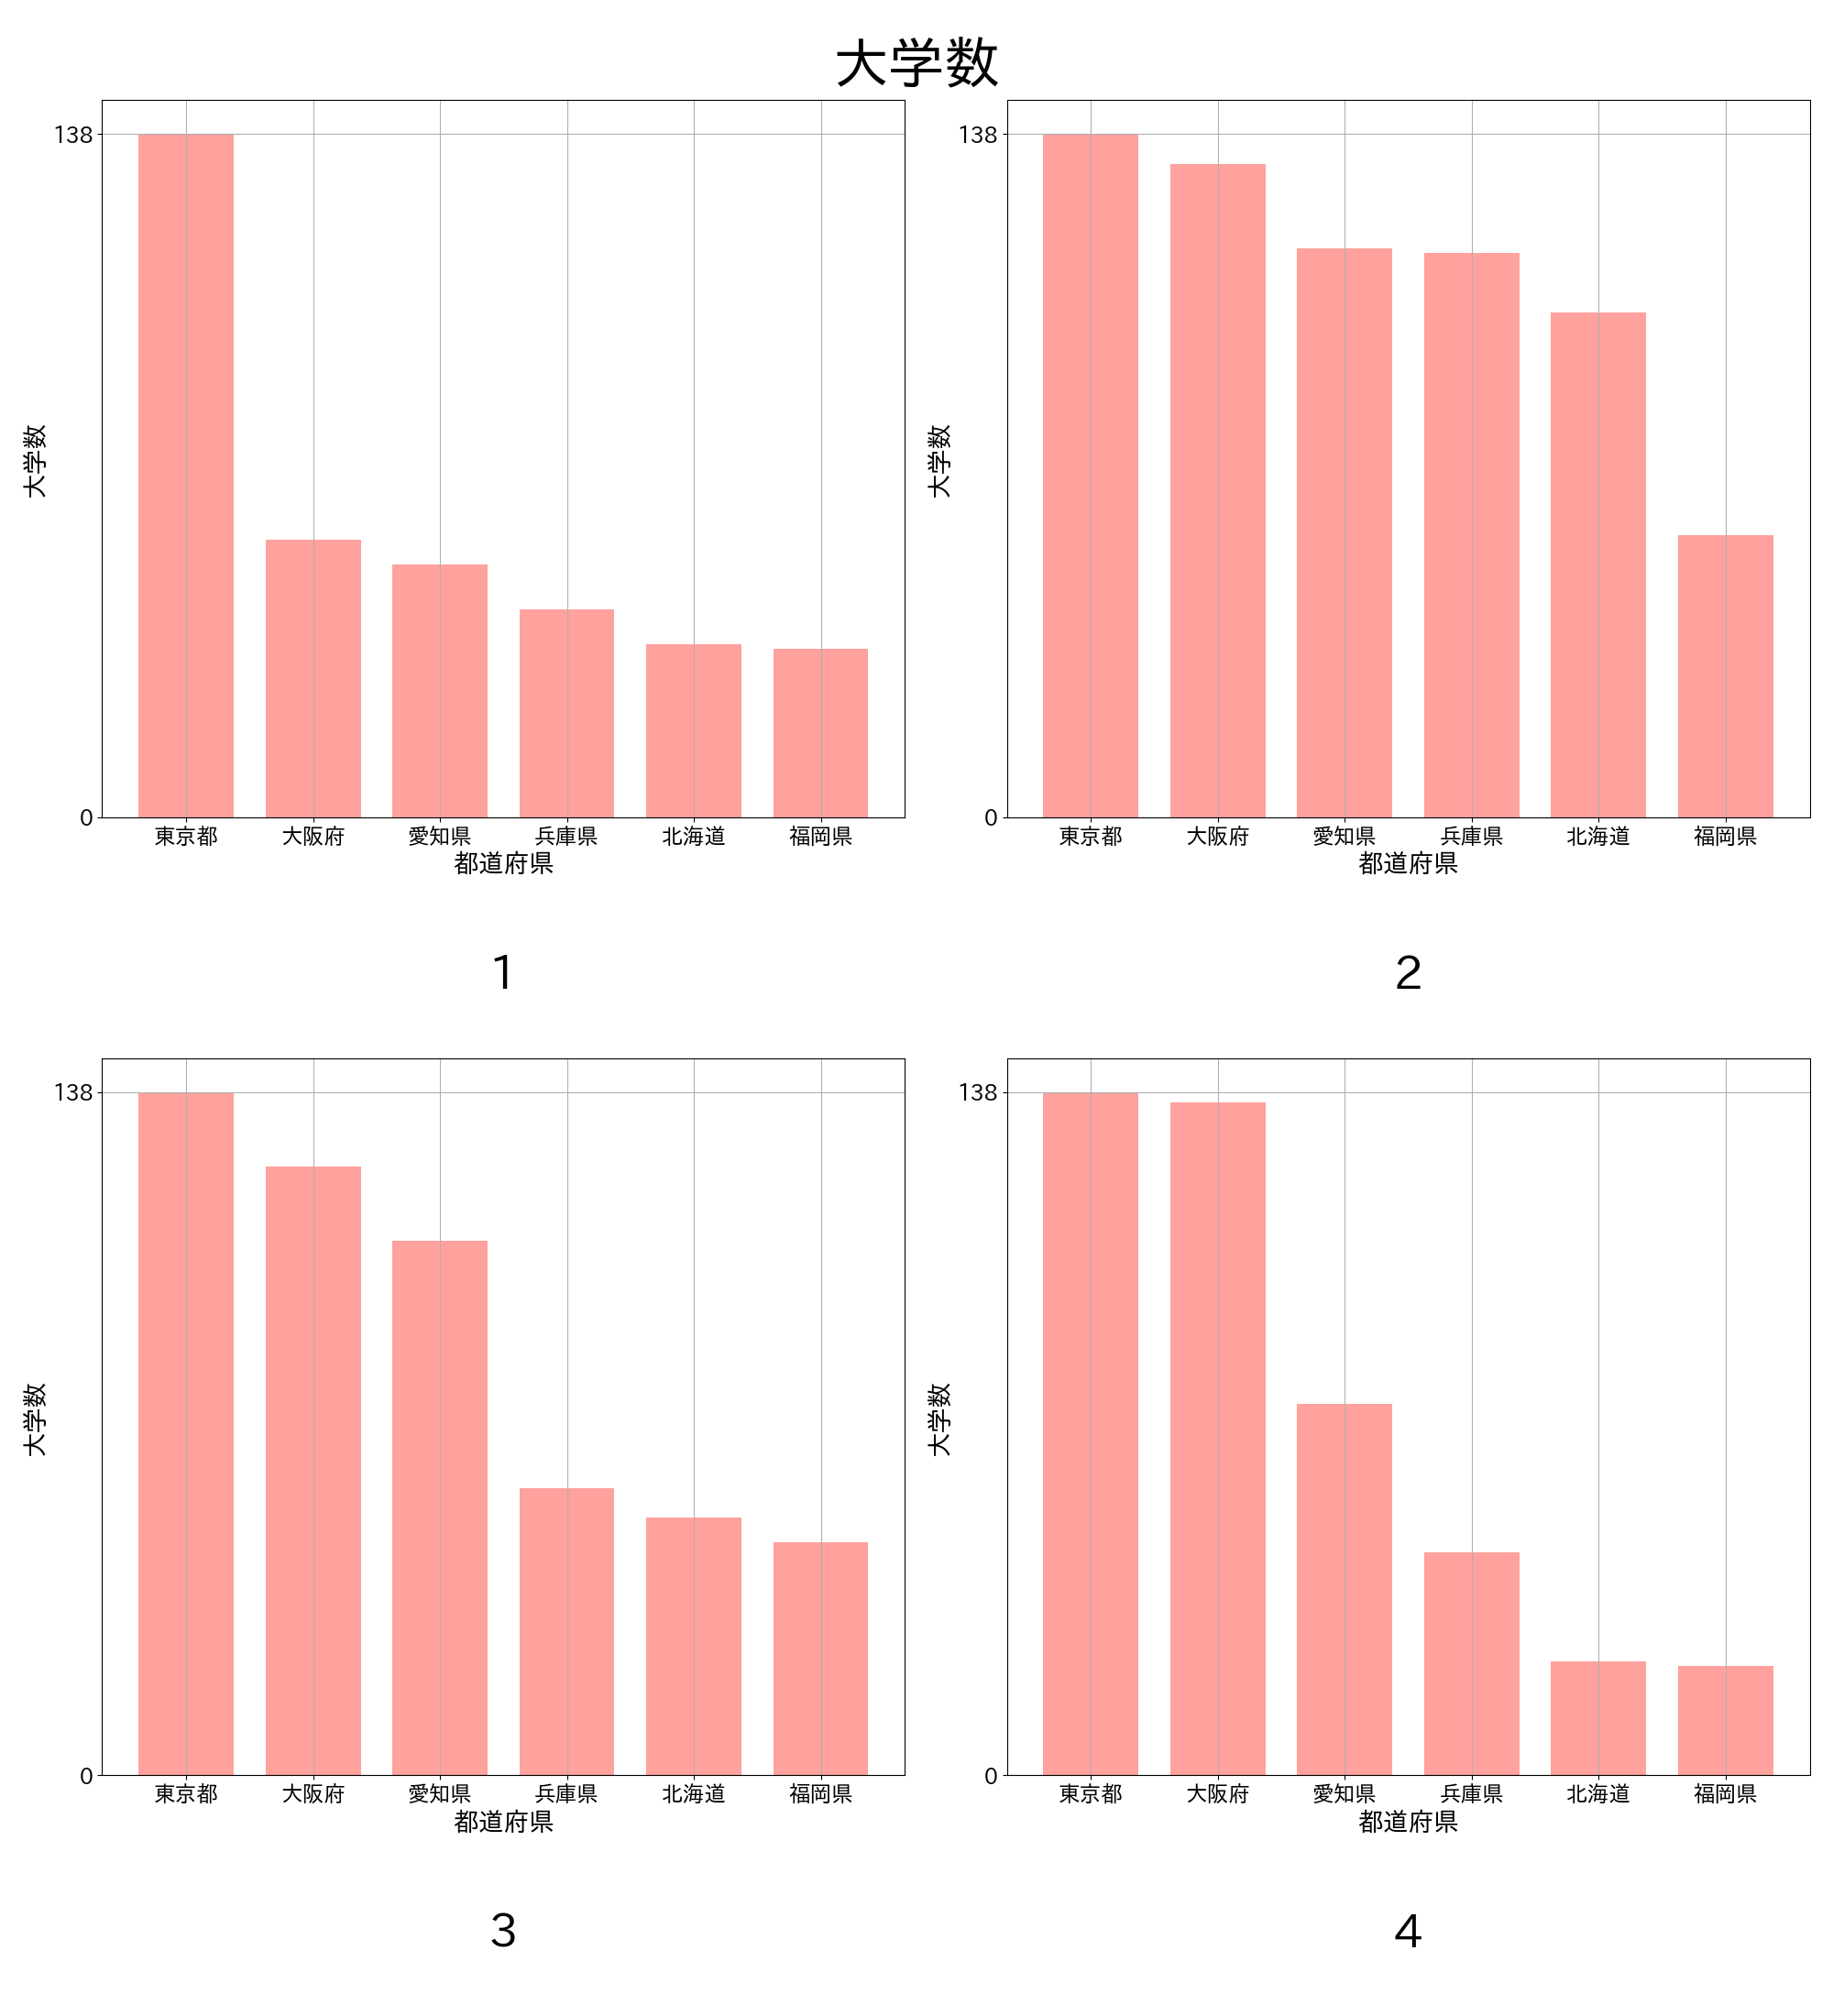 大学数
138
0
大学数
東京都 大阪府 愛知県 兵庫県 北海道 福岡県
都道府県
1
138
0
大学数
東京都 大阪府 愛知県 兵庫県 北海道 福岡県
都道府県
2
138
0
大学数
東京都 大阪府 愛知県 兵庫県 北海道 福岡県
都道府県
3
138
0
大学数
東京都 大阪府 愛知県 兵庫県 北海道 福岡県
都道府県
4